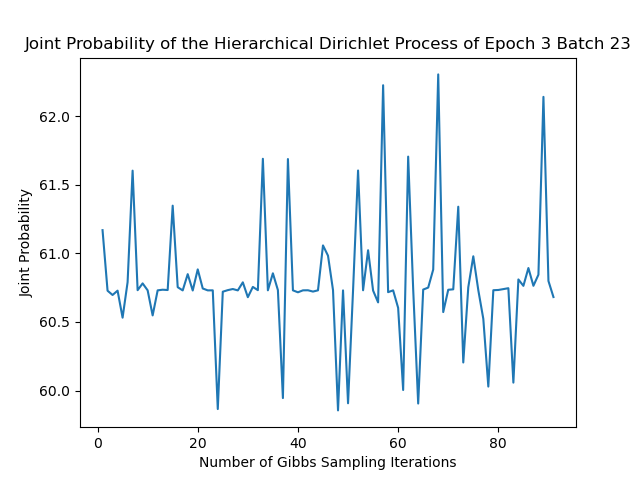 Joint Probability of the Hierarchical Dirichlet Process of Epoch 3 Batch 23
62.0
61.5
61.0
60.5
60.0
Joint Probability
0 20 40 60 80
Number of Gibbs Sampling Iterations